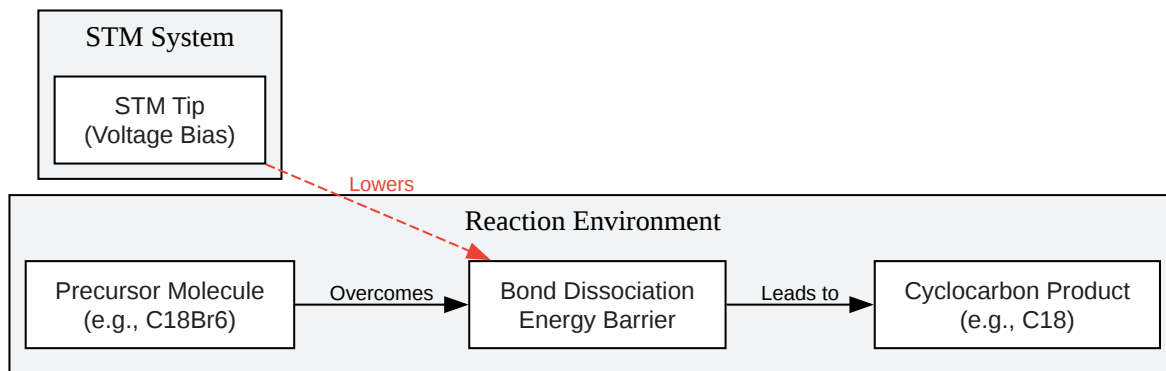 STM System
STM Tip
(Voltage Bias)
Lowers
Reaction Environment
Precursor Molecule
(e.g., C18Br6)
Overcomes
Bond Dissociation
Energy Barrier
Leads to
Cyclocarbon Product
(e.g., C18)